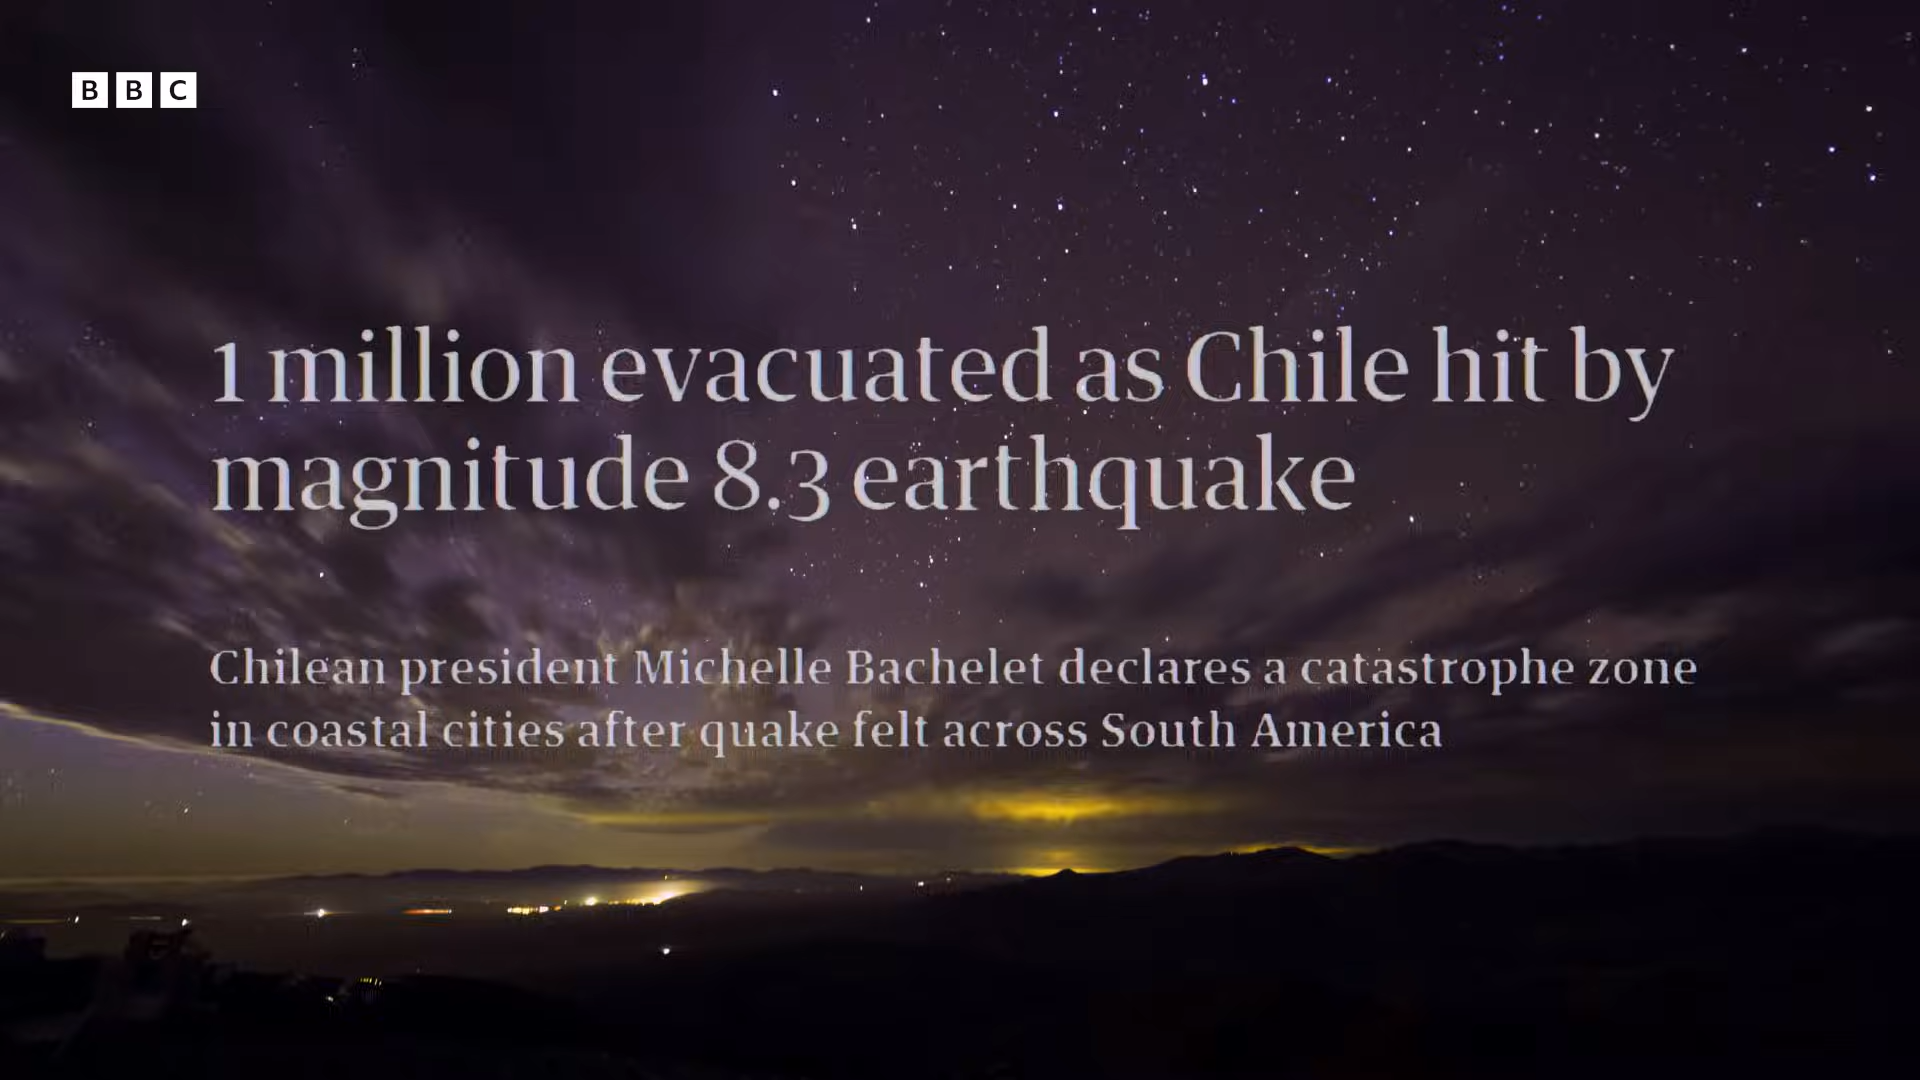 BBC
1 million evacuated as Chile hit by
magnitude 8.3 earthquake
Chilean president Michelle Bachelet declares a catastrophe zone
in coastal cities after quake felt across South America